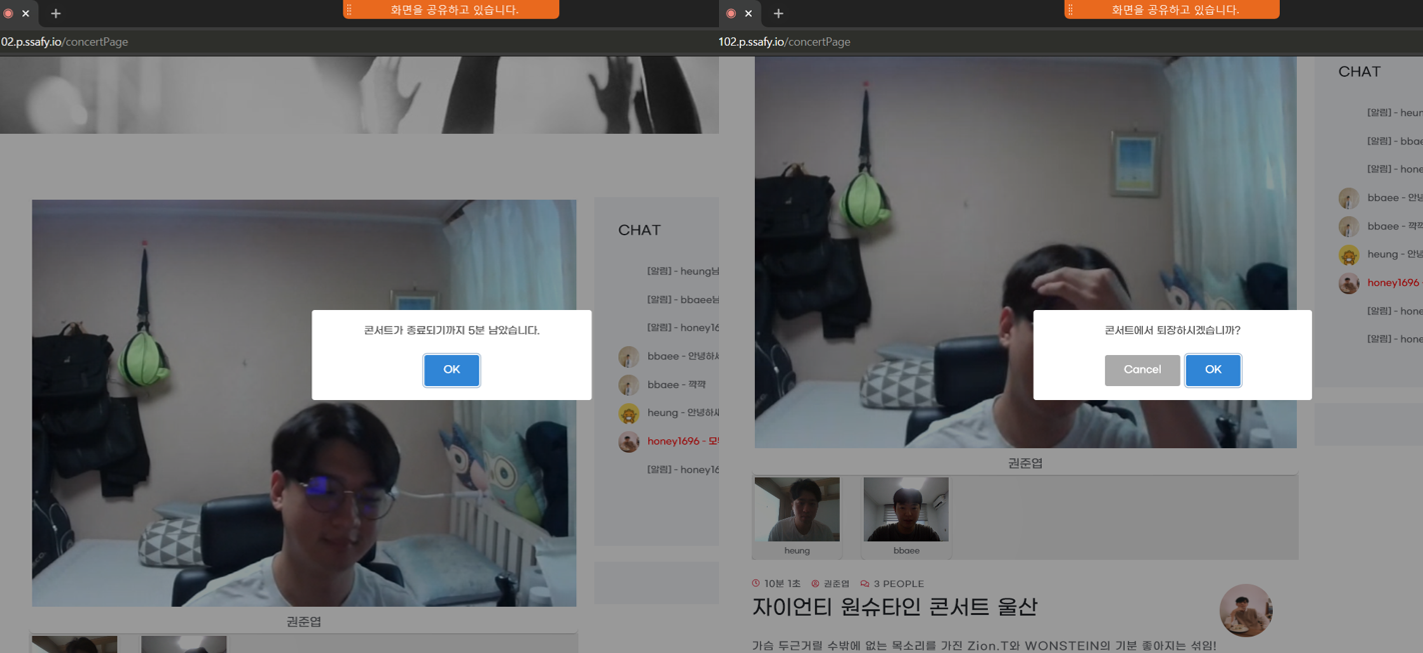 화면을 공유하고 있습니다.
02.p.ssafy.io/concertPage
CHAT
[알림] - heung님
[알림] - bbaee님
[알림] - honey16
bbaee - 안녕하세
bbaee - 꺅꺅
heung - 안녕하세
honey1696 - 모
[알림] - honey16
콘서트가 종료되기까지 5분 남았습니다.
OK
권준엽
화면을 공유하고 있습니다.
102.p.ssafy.io/concertPage
CHAT
[알림] - heun
[알림] - bbae
[알림] - hone
bbaee - 안녕
bbaee - 꺅꺅
heung - 안녕
honey1696 -
[알림] - hone
[알림] - hone
콘서트에서 퇴장하시겠습니까?
Cancel
OK
권준엽
heung
bbaee
10분 1초 권준엽 3 PEOPLE
자이언티 원슈타인 콘서트 울산
가슴 두근거릴 수밖에 없는 목소리를 가진 Zion.T와 WONSTEIN의 기분 좋아지는 섞임!